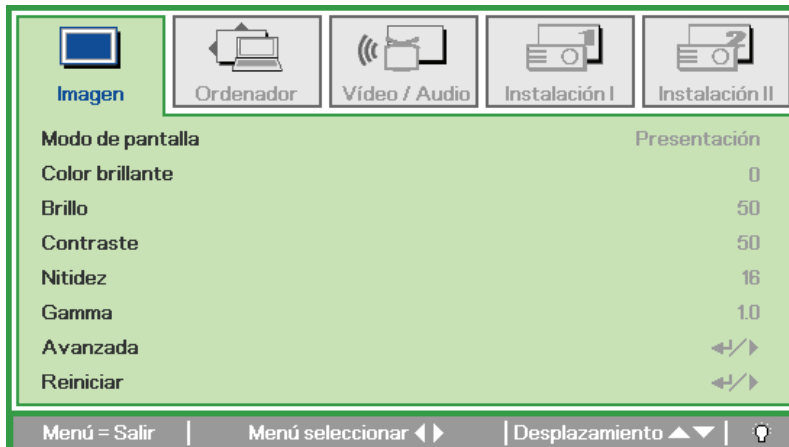 Imagen Ordenador Vídeo / Audio Instalación I Instalación II
Modo de pantalla Presentación
Color brillante 0
Brillo 50
Contraste 50
Nitidez 16
Gamma 1.0
Avanzada
Reiniciar
Menú = Salir Menú seleccionar Desplazamiento